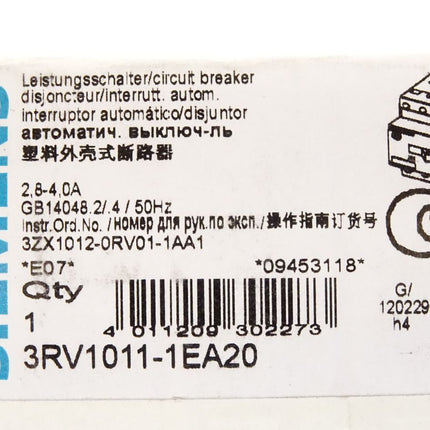 SIEMENS
Leistungsschalter/circuit breaker
disjoncteur/interrutt. autom.
interruptor automático/disjuntor
автоматич. выключ-ль
塑料外壳式断路器
2,8-4,0A
GB14048.2/.4 / 50Hz
Instr.Ord.No./номер для рук.по эксп./操作指南订货号
3ZX1012-0RV01-1AA1
*E07*
*09453118*
G/
Qty
120229
h4
1
4 011209 302273
3RV1011-1EA20